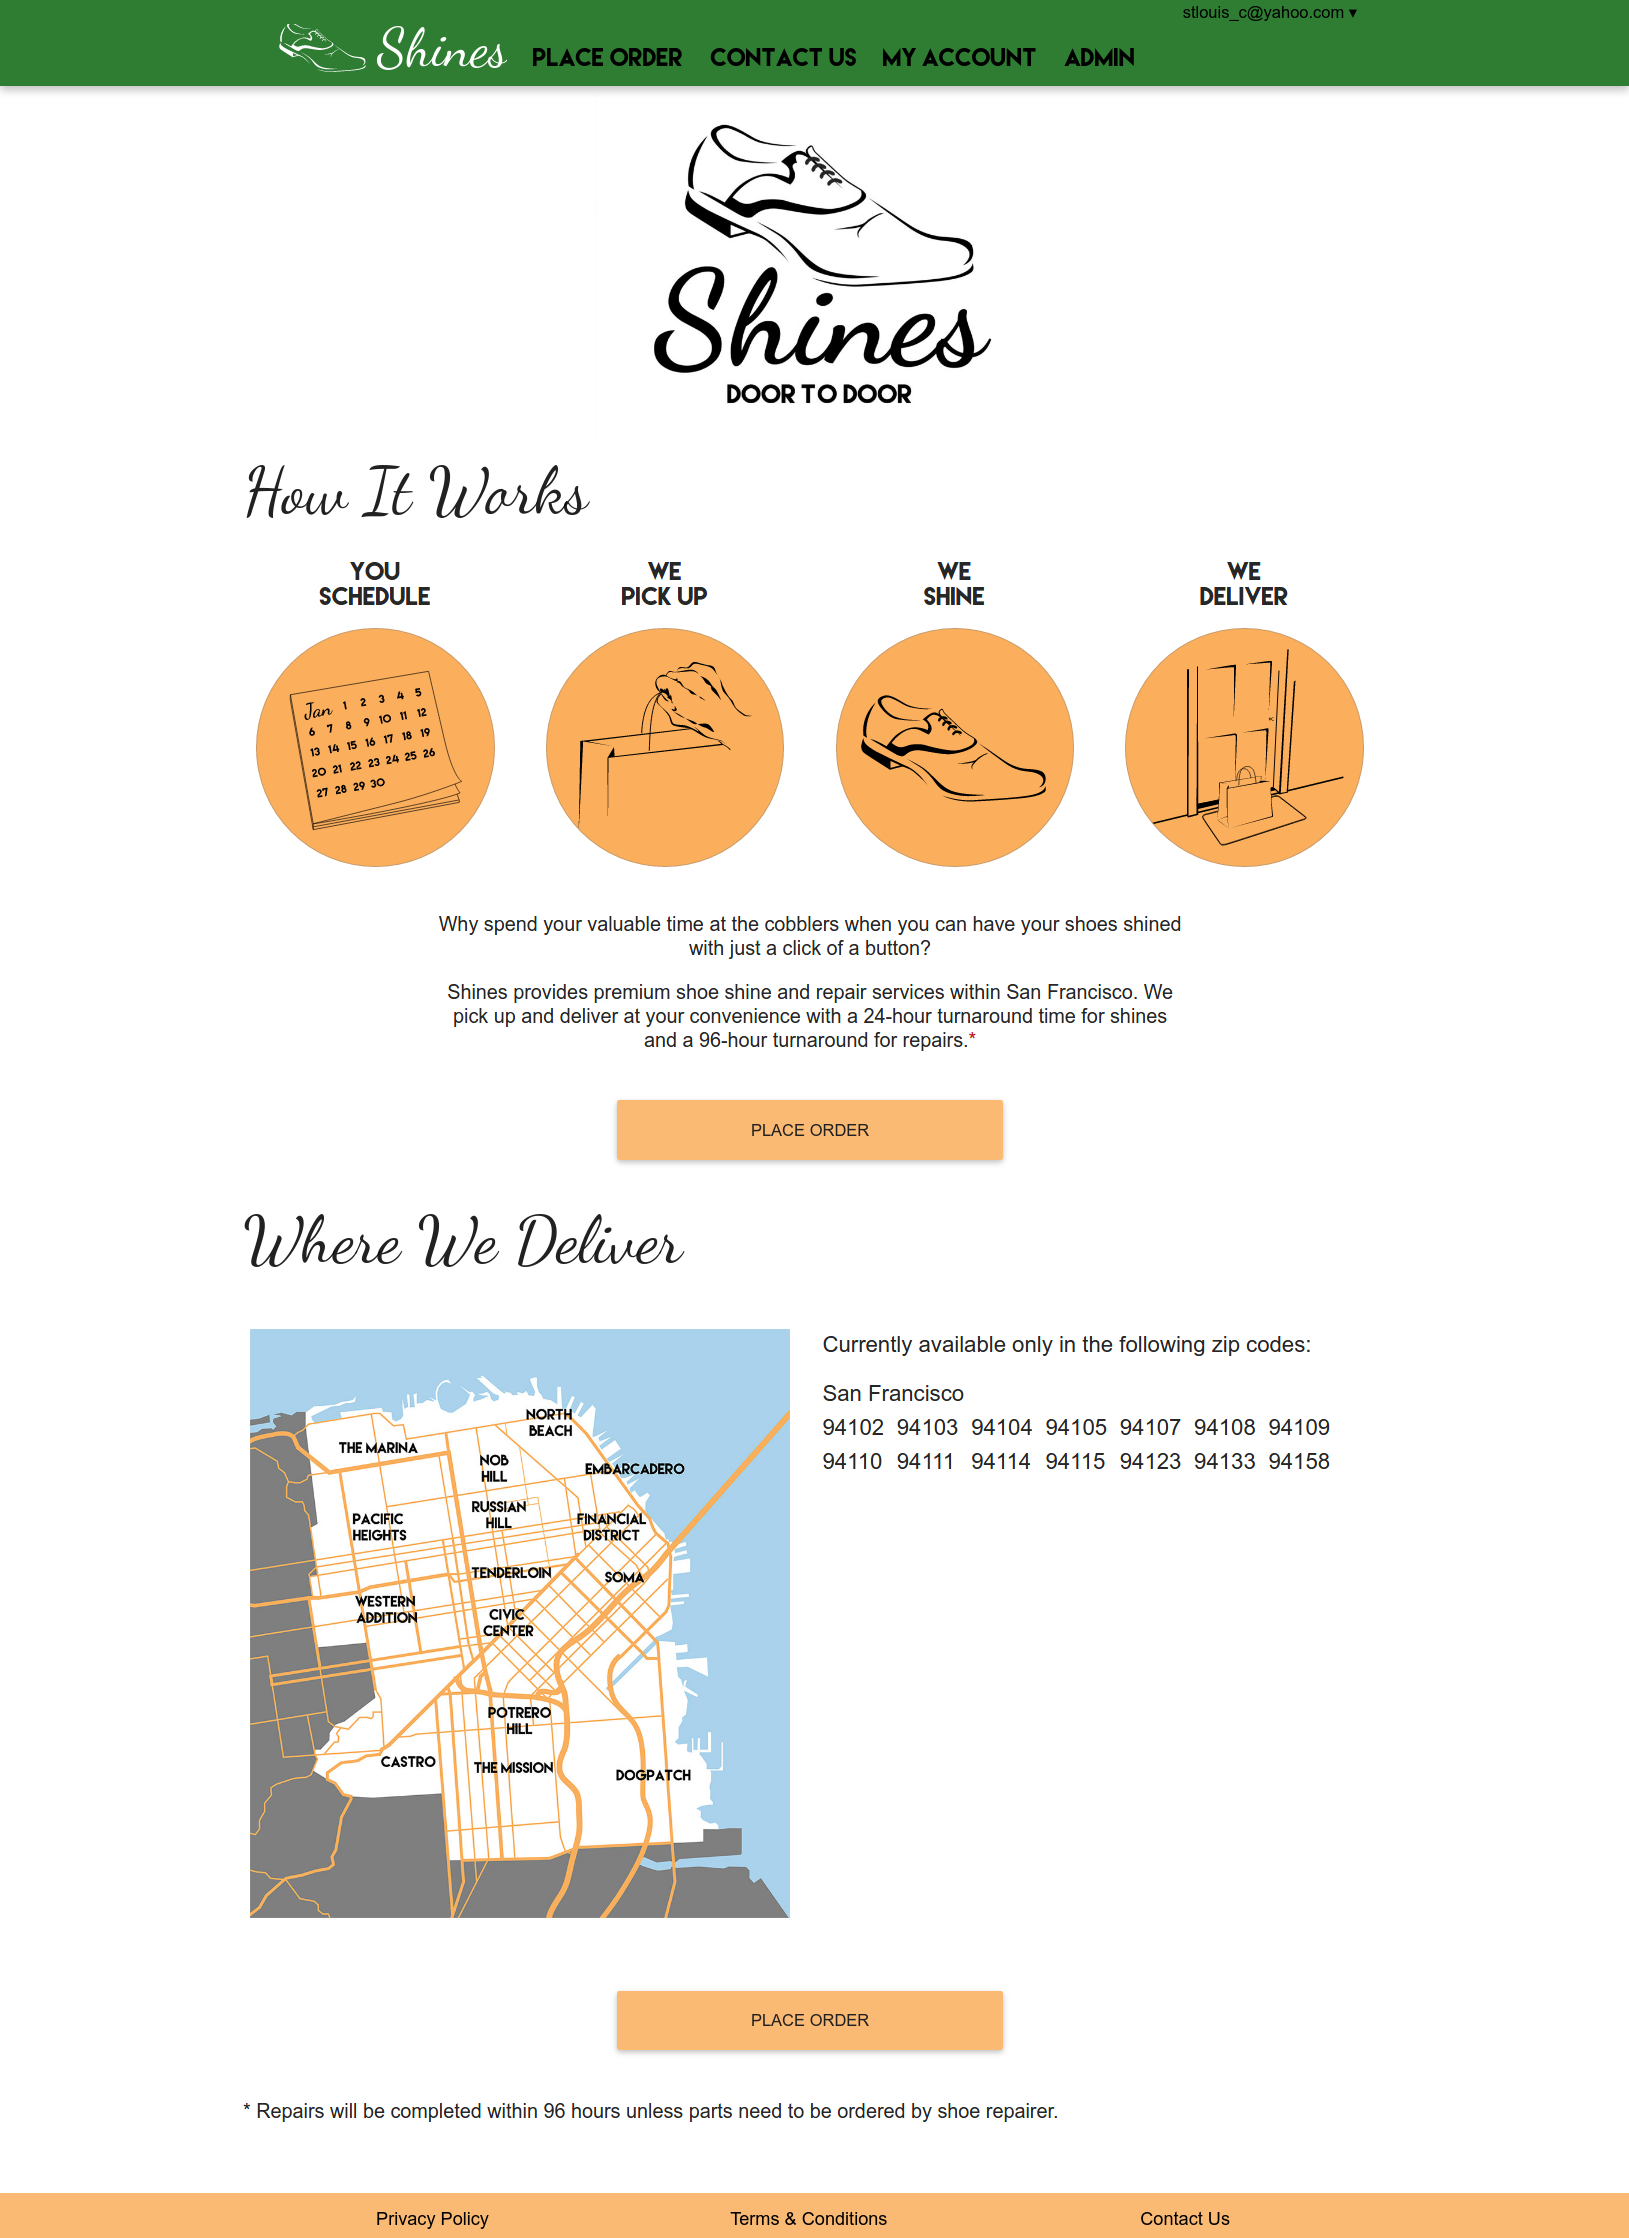 stlouis_c@yahoo.com ▾
Shines PLACE ORDER CONTACT US MY ACCOUNT ADMIN
Shines
DOOR TO DOOR
How It Works
YOU
SCHEDULE
WE
PICK UP
WE
SHINE
WE
DELIVER
Jan 1 2 3 4 5
6 7 8 9 10 11 12
13 14 15 16 17 18 19
20 21 22 23 24 25 26
27 28 29 30
Why spend your valuable time at the cobblers when you can have your shoes shined
with just a click of a button?
Shines provides premium shoe shine and repair services within San Francisco. We
pick up and deliver at your convenience with a 24-hour turnaround time for shines
and a 96-hour turnaround for repairs.*
PLACE ORDER
Where We Deliver
NORTH
BEACH
THE MARINA
NOB
HILL
EMBARCADERO
RUSSIAN
HILL
PACIFIC
HEIGHTS
FINANCIAL
DISTRICT
TENDERLOIN
SOMA
WESTERN
ADDITION
CIVIC
CENTER
POTRERO
HILL
CASTRO
THE MISSION
DOGPATCH
Currently available only in the following zip codes:
San Francisco
94102 94103 94104 94105 94107 94108 94109
94110 94111 94114 94115 94123 94133 94158
PLACE ORDER
* Repairs will be completed within 96 hours unless parts need to be ordered by shoe repairer.
Privacy Policy Terms & Conditions Contact Us